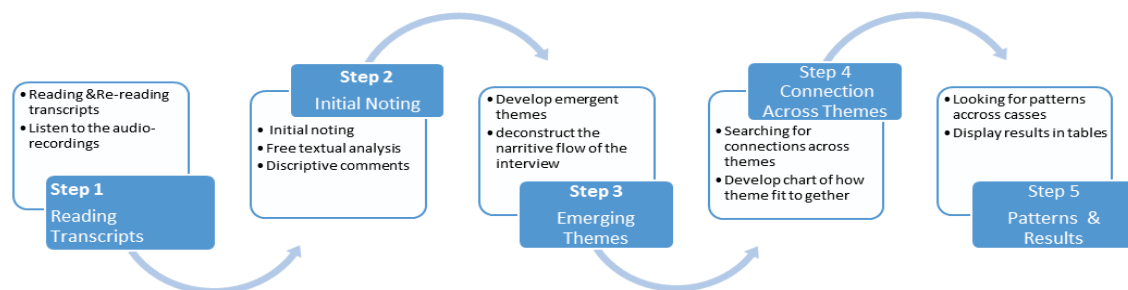 • Reading &Re-reading
transcripts
• Listen to the audio-
recordings
Step 1
Reading
Transcripts
Step 2
Initial Noting
• Initial noting
• Free textual analysis
• Discriptive comments
• Develop emergent
themes
• deconstruct the
narritive flow of the
interview
Step 3
Emerging
Themes
Step 4
Connection
Across Themes
• Searching for
connections across
themes
• Develop chart of how
theme fit to gether
• Looking for patterns
accross casses
• Display results in tables
Step 5
Patterns & 
Results